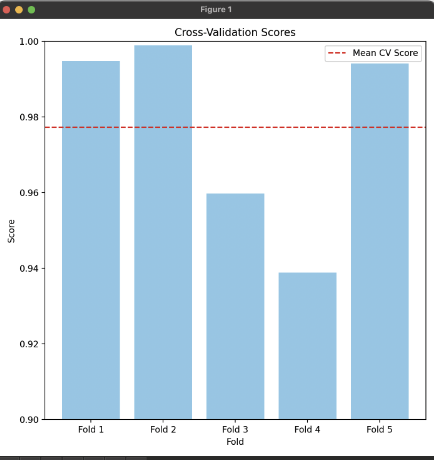 Figure 1
Cross-Validation Scores
Mean CV Score
1.00
0.98
0.96
0.94
0.92
0.90
Score
Fold 1 Fold 2 Fold 3 Fold 4 Fold 5
Fold